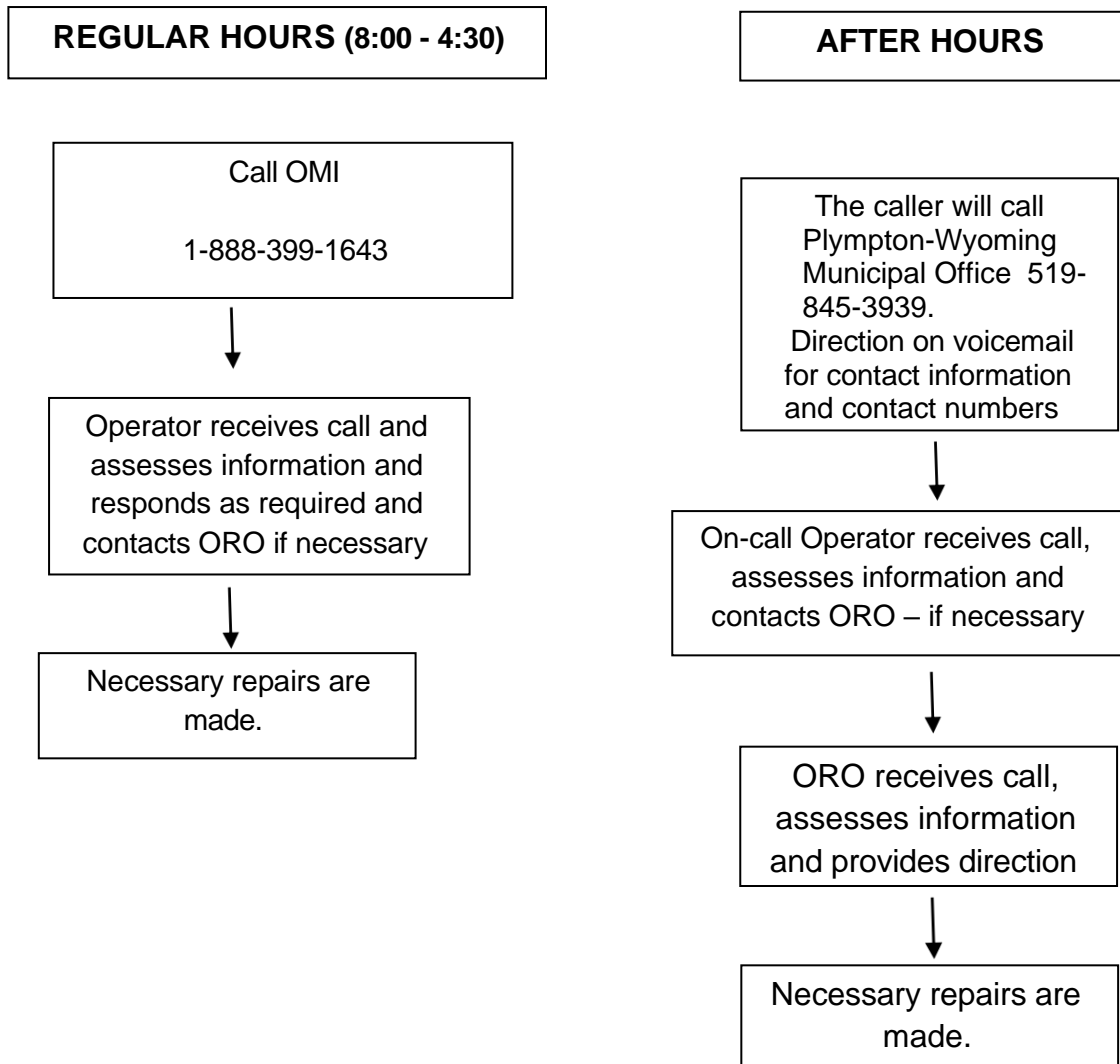 REGULAR HOURS (8:00 - 4:30)
Call OMI
1-888-399-1643
Operator receives call and
assesses information and
responds as required and
contacts ORO if necessary
Necessary repairs are
made.
AFTER HOURS
The caller will call
Plympton-Wyoming
Municipal Office  519-
845-3939.
Direction on voicemail
for contact information
and contact numbers
On-call Operator receives call,
assesses information and
contacts ORO – if necessary
ORO receives call,
assesses information
and provides direction
Necessary repairs are
made.